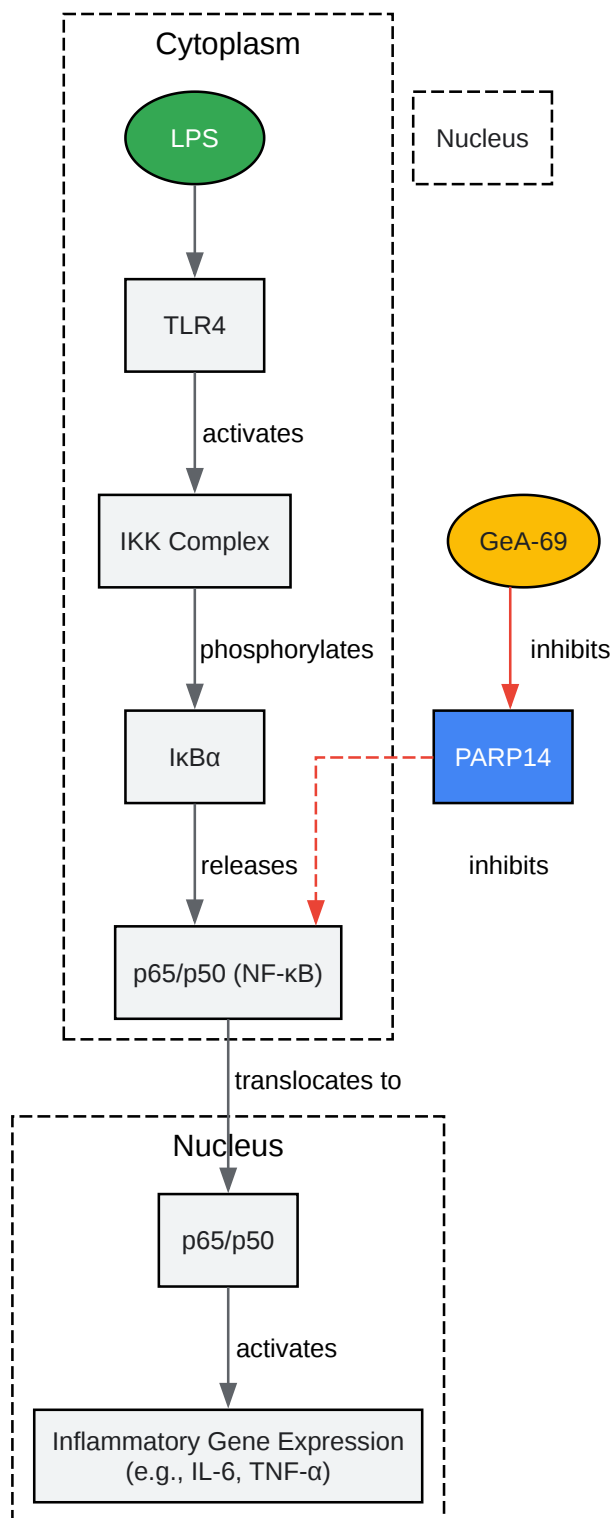 Cytoplasm
LPS
Nucleus
TLR4
activates
IKK Complex
GeA-69
phosphorylates
inhibits
IκBα
PARP14
releases
inhibits
p65/p50 (NF-κB)
translocates to
Nucleus
p65/p50
activates
Inflammatory Gene Expression
(e.g., IL-6, TNF-α)